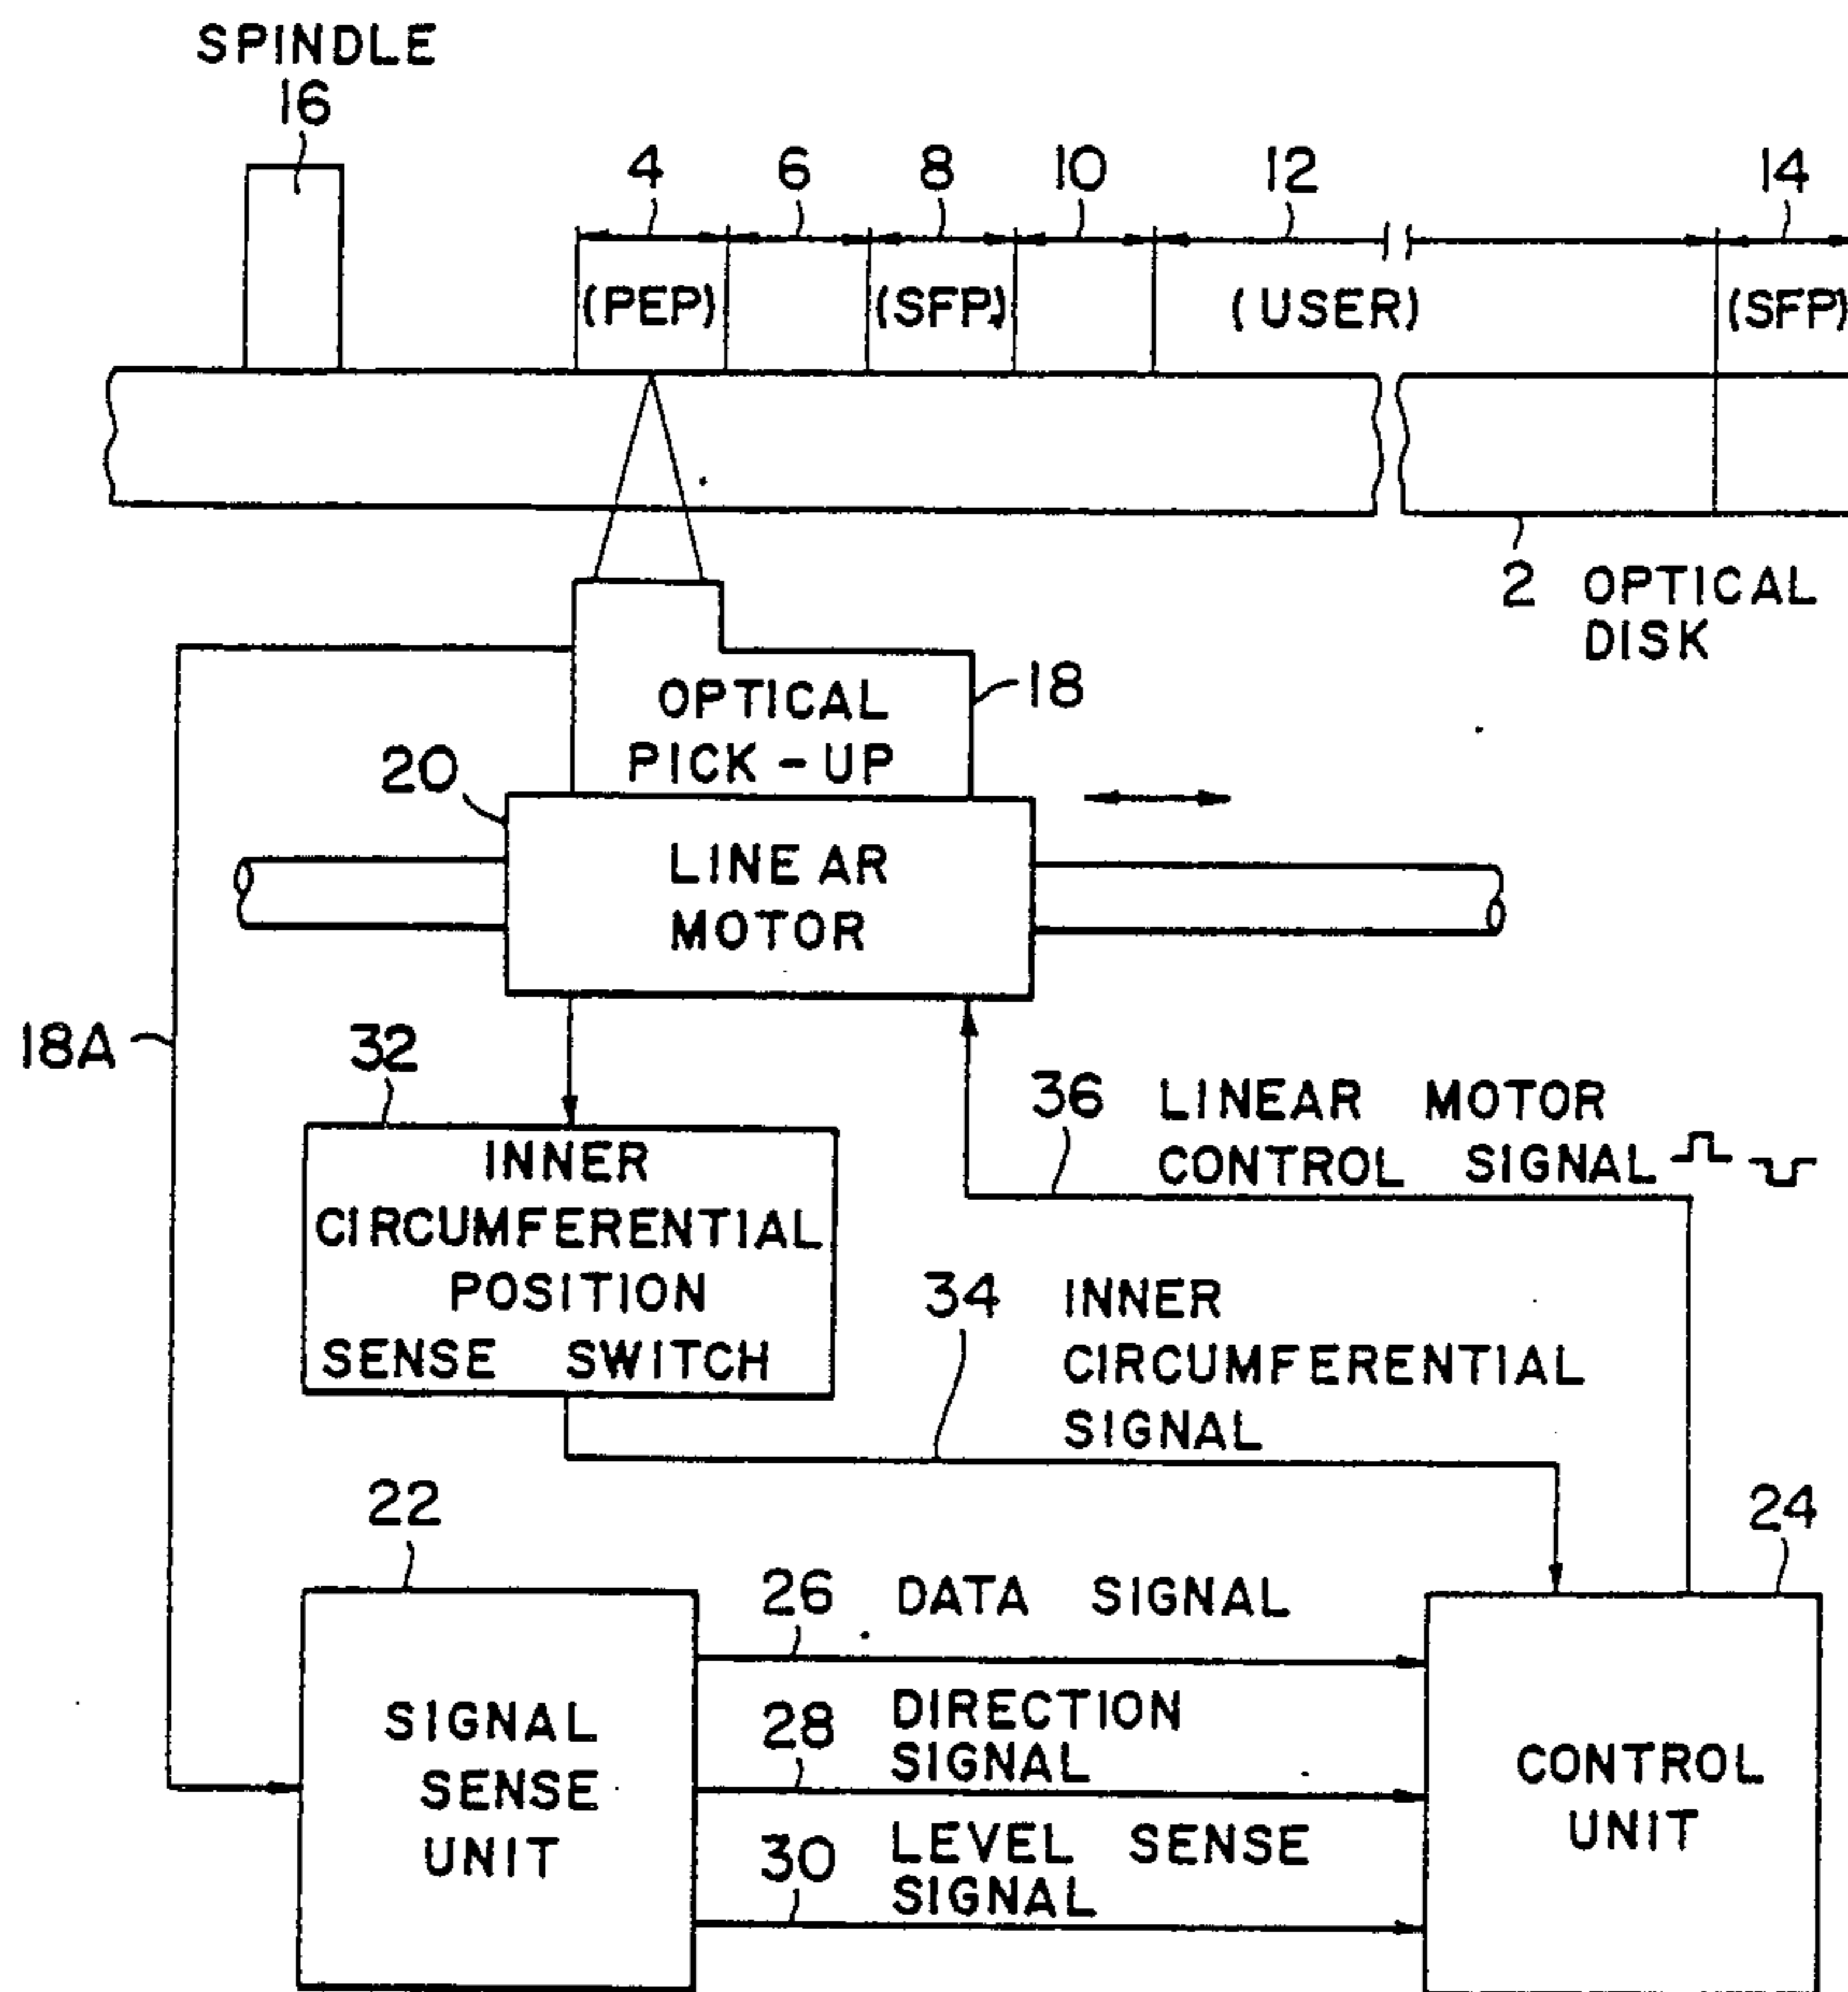 SPINDLE
16
4 6 8 10 12 14
(PEP) (SFP) (USER) (SFP)
2 OPTICAL
DISK
OPTICAL
PICK-UP
18
20
LINEAR
MOTOR
18A
32
INNER
CIRCUMFERENTIAL
POSITION
SENSE SWITCH
36 LINEAR MOTOR
CONTROL SIGNAL
34 INNER
CIRCUMFERENTIAL
SIGNAL
22
24
SIGNAL
SENSE
UNIT
26 DATA SIGNAL
28 DIRECTION
SIGNAL
30 LEVEL SENSE
SIGNAL
CONTROL
UNIT